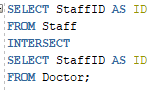 SELECT StaffID AS ID
FROM Staff
INTERSECT
SELECT StaffID AS ID
FROM Doctor;